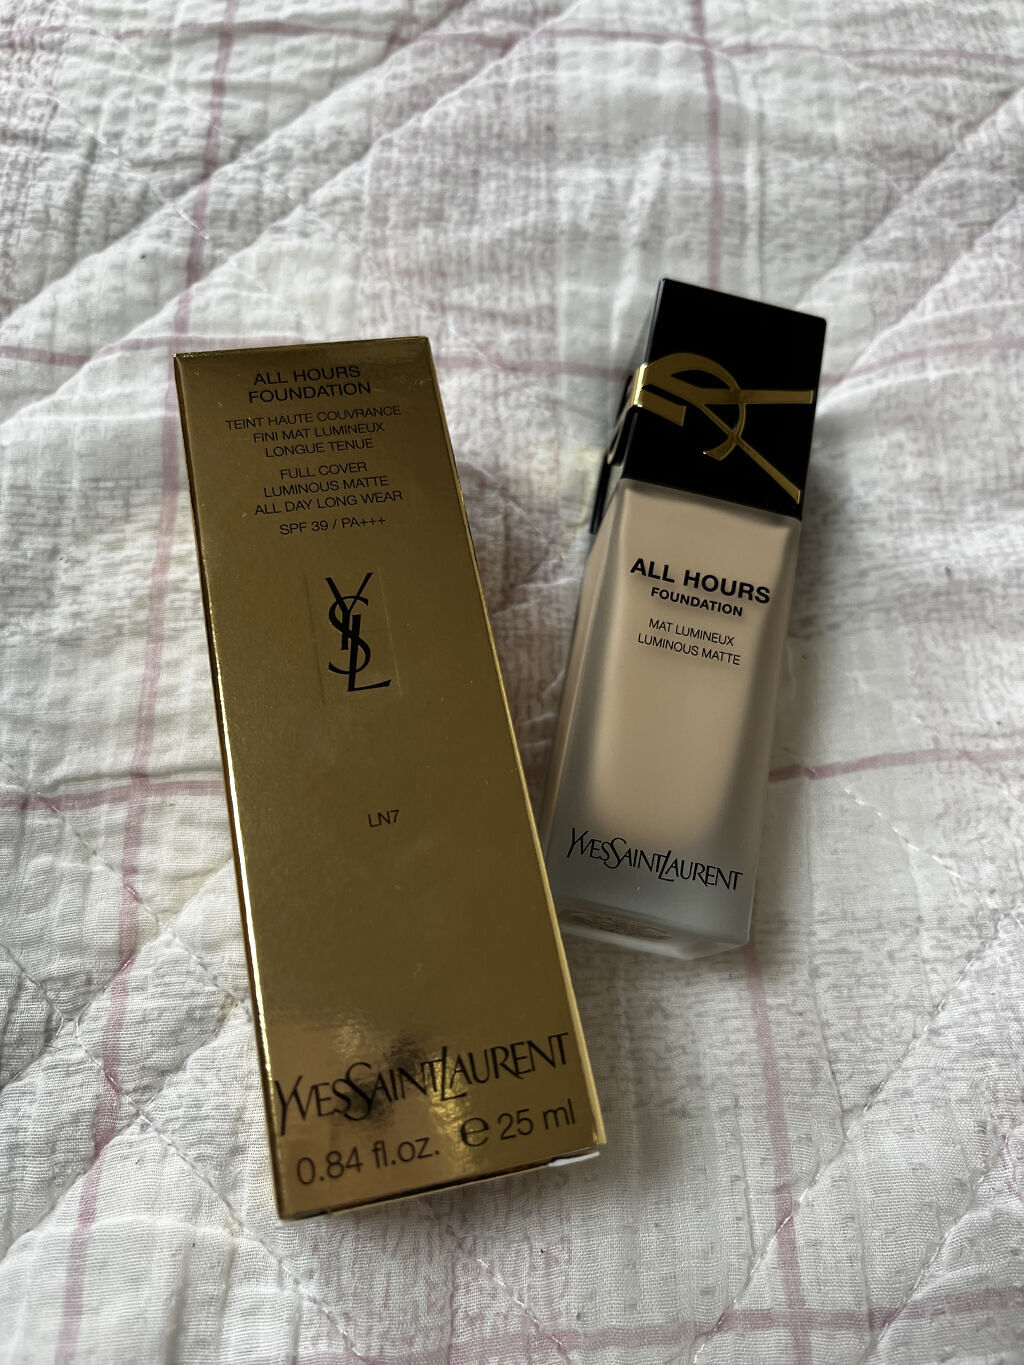 ALL HOURS
FOUNDATION
TEINT HAUTE COUVRANCE
FINI MAT LUMINEUX
LONGUE TENUE
FULL COVER
LUMINOUS MATTE
ALL DAY LONG WEAR
SPF 39 / PA+++
YSL
LN7
YVESSAINTLAURENT
0.84 fl.oz. e 25 ml
ALL HOURS
FOUNDATION
MAT LUMINEUX
LUMINOUS MATTE
YVESSAINTLAURENT